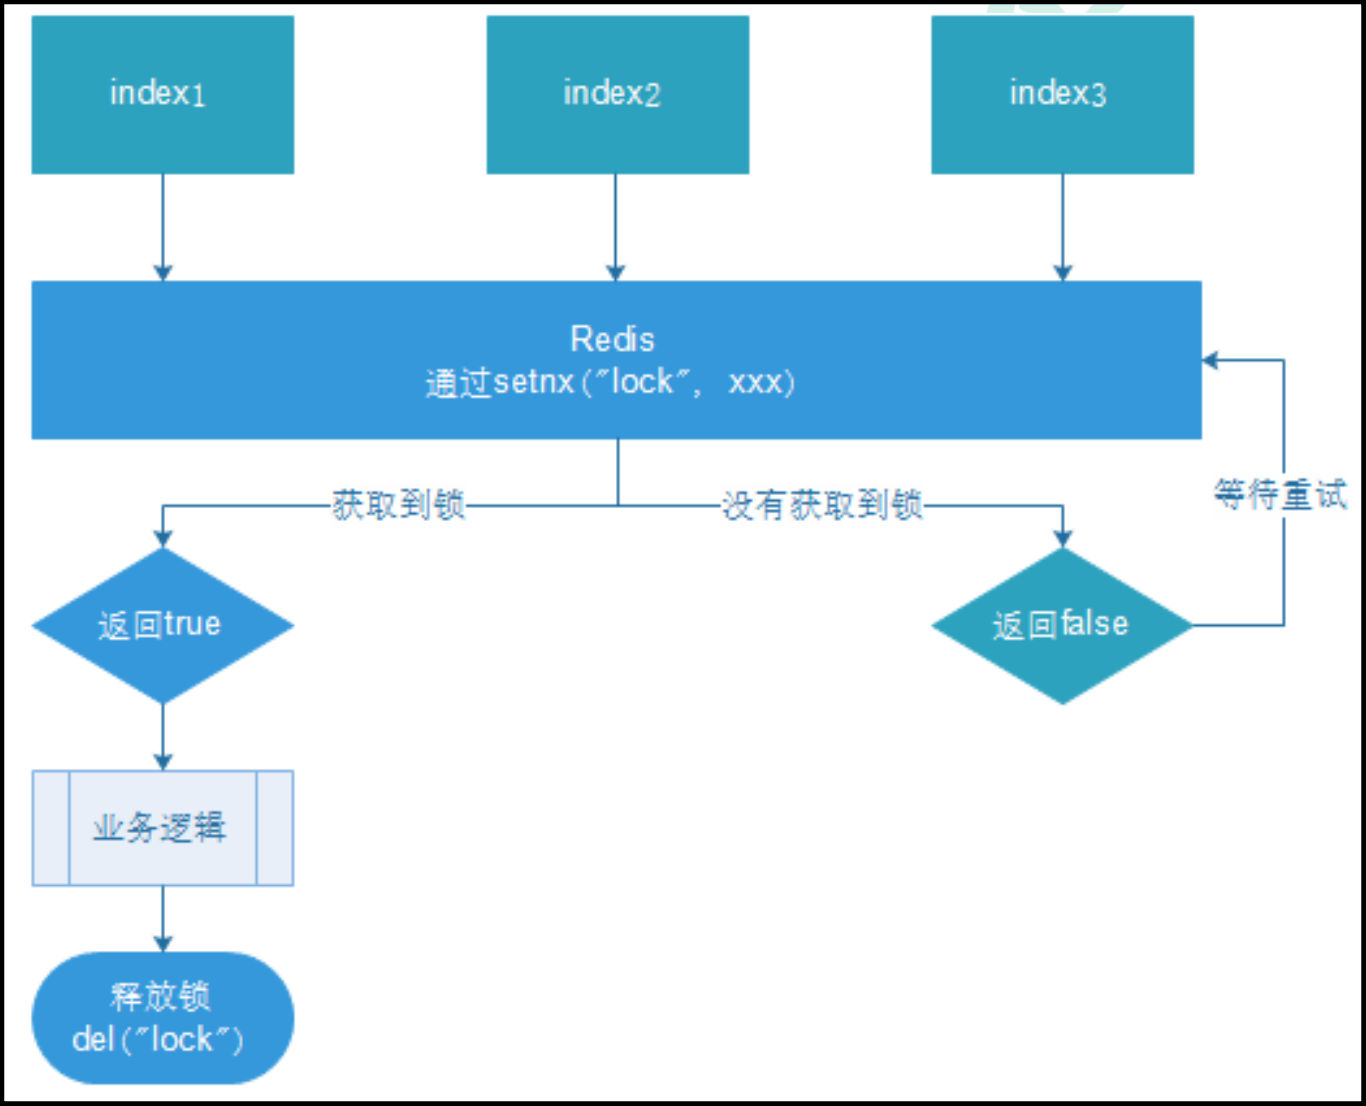 index1
index2
index3
Redis
通过setnx("lock", xxx)
获取到锁
没有获取到锁
等待重试
返回true
返回false
业务逻辑
释放锁
del("lock")